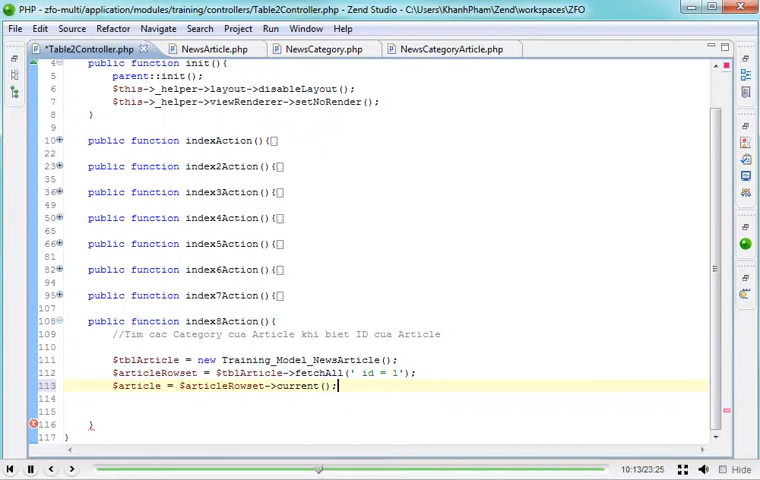 PHP - zfo-multi/application/modules/training/controllers/Table2Controller.php - Zend Studio - C:\Users\KhanhPham\Zend\workspaces\ZFO
File Edit Source Refactor Navigate Search Project Run Window Help
*Table2Controller.php NewsArticle.php NewsCategory.php NewsCategoryArticle.php
4 public function init(){
5 parent::init();
6 $this->_helper->layout->disableLayout();
7 $this->_helper->viewRenderer->setNoRender();
8 }
9
10 public function indexAction(){
22
23 public function index2Action(){
35
36 public function index3Action(){
49
50 public function index4Action(){
65
66 public function index5Action(){
81
82 public function index6Action(){
94
95 public function index7Action(){
107
108 public function index8Action(){
109 //Tim cac Category cua Article khi biet ID cua Article
110
111 $tblArticle = new Training_Model_NewsArticle();
112 $articleRowset = $tblArticle->fetchAll(' id = 1');
113 $article = $articleRowset->current();
114
115
116 }
117 }
10:13/23:25 Hide